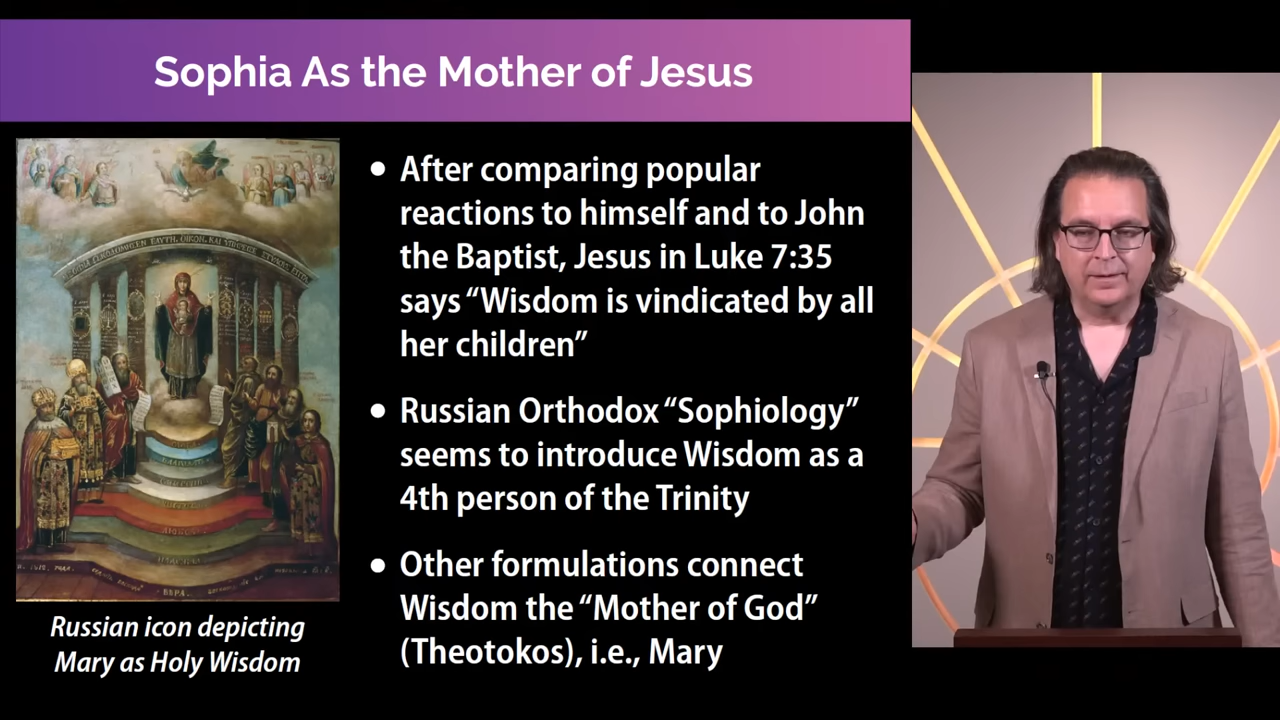 Sophia As the Mother of Jesus
• After comparing popular
reactions to himself and to John
the Baptist, Jesus in Luke 7:35
says “Wisdom is vindicated by all
her children”
• Russian Orthodox “Sophiology”
seems to introduce Wisdom as a
4th person of the Trinity
• Other formulations connect
Wisdom the “Mother of God”
(Theotokos), i.e., Mary
ΒΕΡΑ
Russian icon depicting
Mary as Holy Wisdom